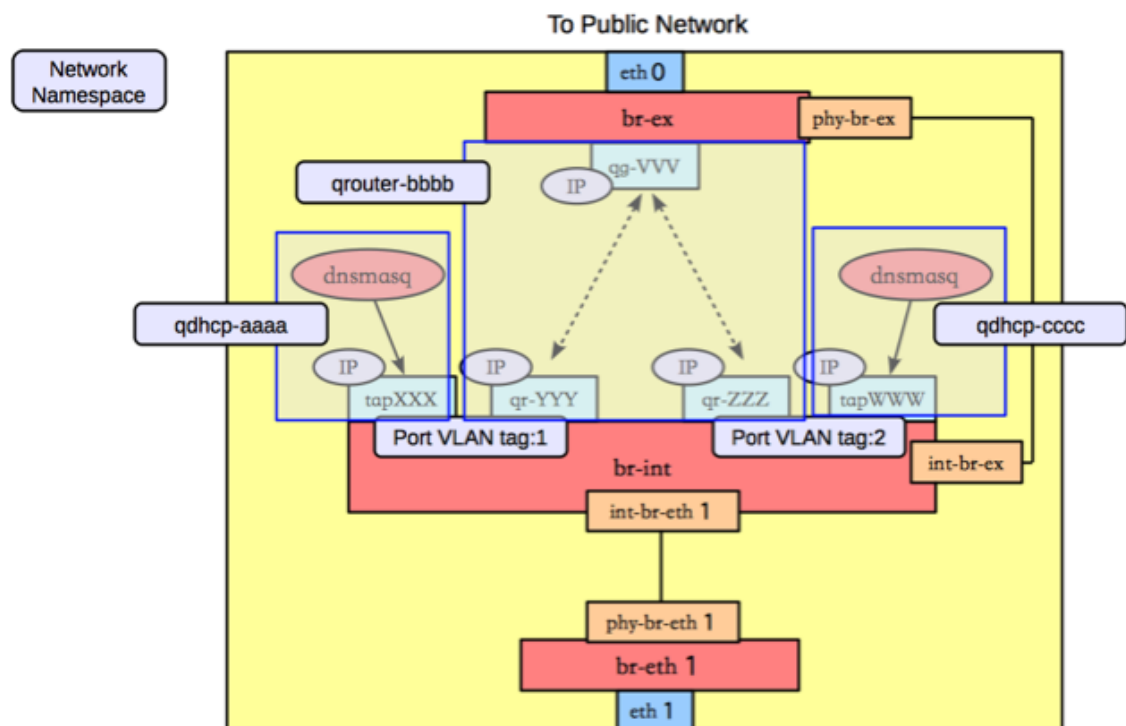 To Public Network
Network
Namespace
eth 0
br-ex
phy-br-ex
qrouter-bbbb
qg-VVV
IP
dnsmasq
dnsmasq
qdhcp-aaaa
qdhcp-cccc
IP
IP
IP
IP
tapXXX
qr-YYY
qr-ZZZ
tapWWW
Port VLAN tag:1
Port VLAN tag:2
br-int
int-br-ex
int-br-eth 1
phy-br-eth 1
br-eth 1
eth 1